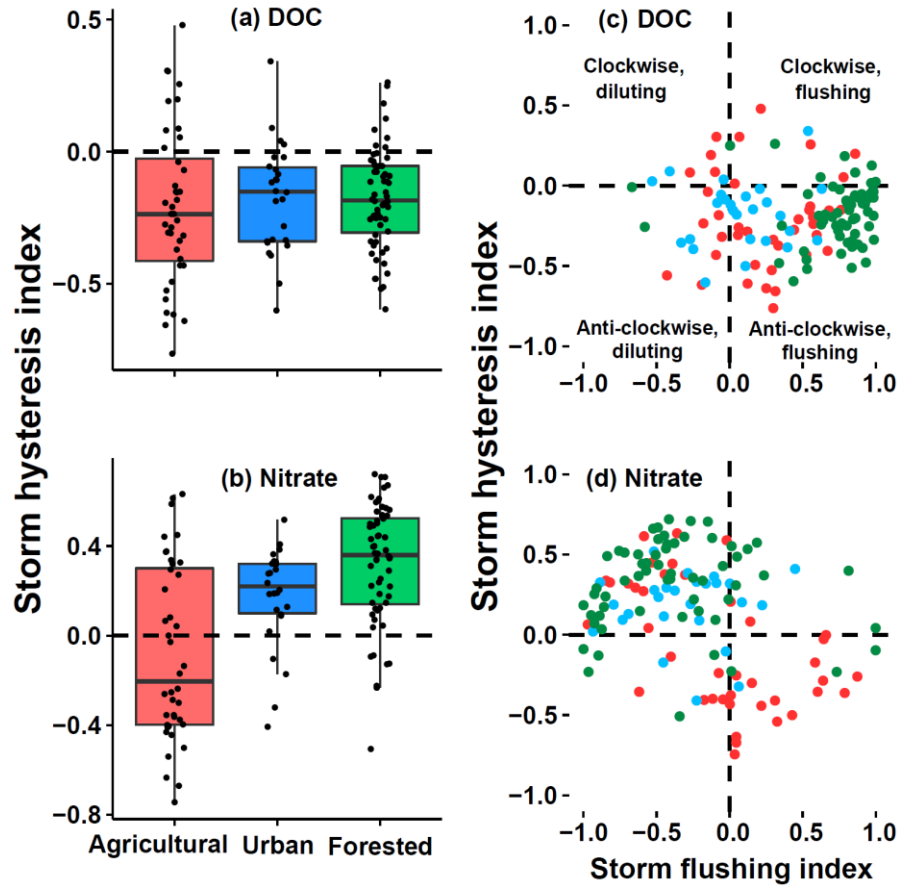 (a) DOC
0.5
0.0
−0.5
(b) Nitrate
0.4
0.0
−0.4
−0.8
Agricultural Urban Forested
Storm hysteresis index
(c) DOC
1.0
0.5
0.0
−0.5
−1.0
Clockwise,
diluting
Clockwise,
flushing
Anti-clockwise,
diluting
Anti-clockwise,
flushing
−1.0 −0.5 0.0 0.5 1.0
(d) Nitrate
1.0
0.5
0.0
−0.5
−1.0
−1.0 −0.5 0.0 0.5 1.0
Storm hysteresis index
Storm flushing index